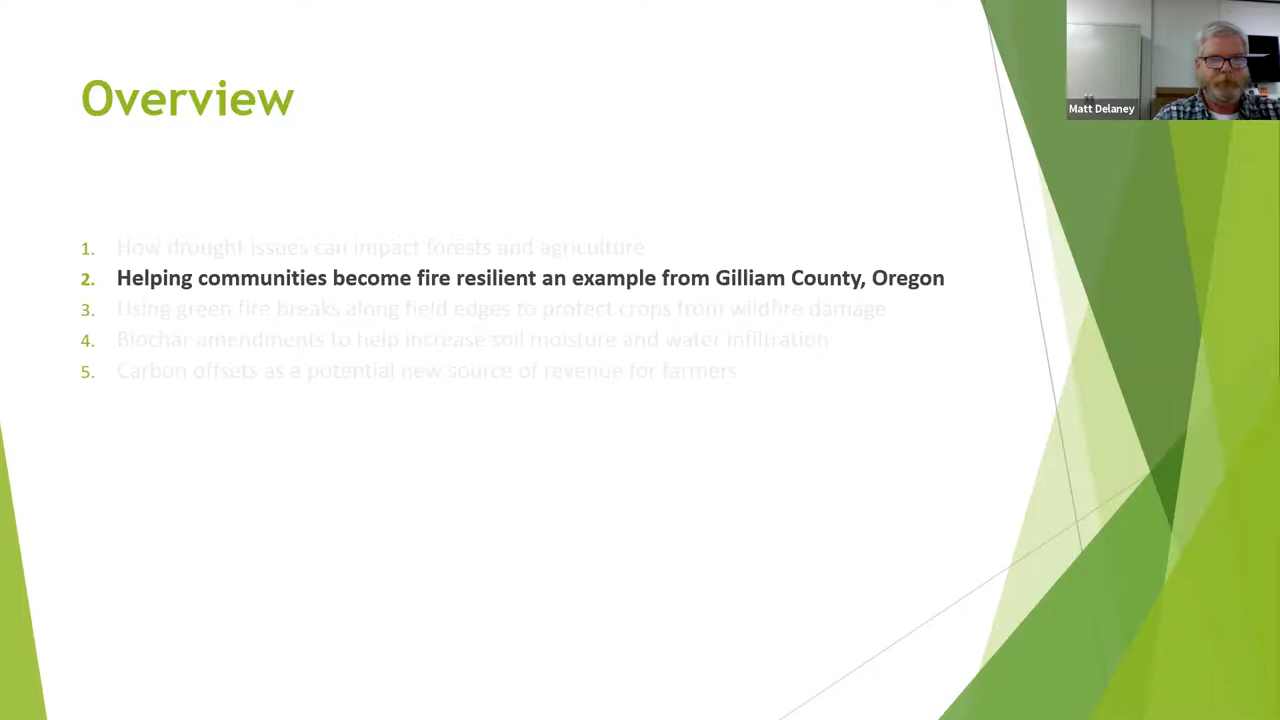 Overview
Matt Delaney
1. How drought issues can impact forests and agriculture
2. Helping communities become fire resilient an example from Gilliam County, Oregon
3. Using green fire breaks along field edges to protect crops from wildfire damage
4. Biochar amendments to help increase soil moisture and water infiltration
5. Carbon offsets as a potential new source of revenue for farmers